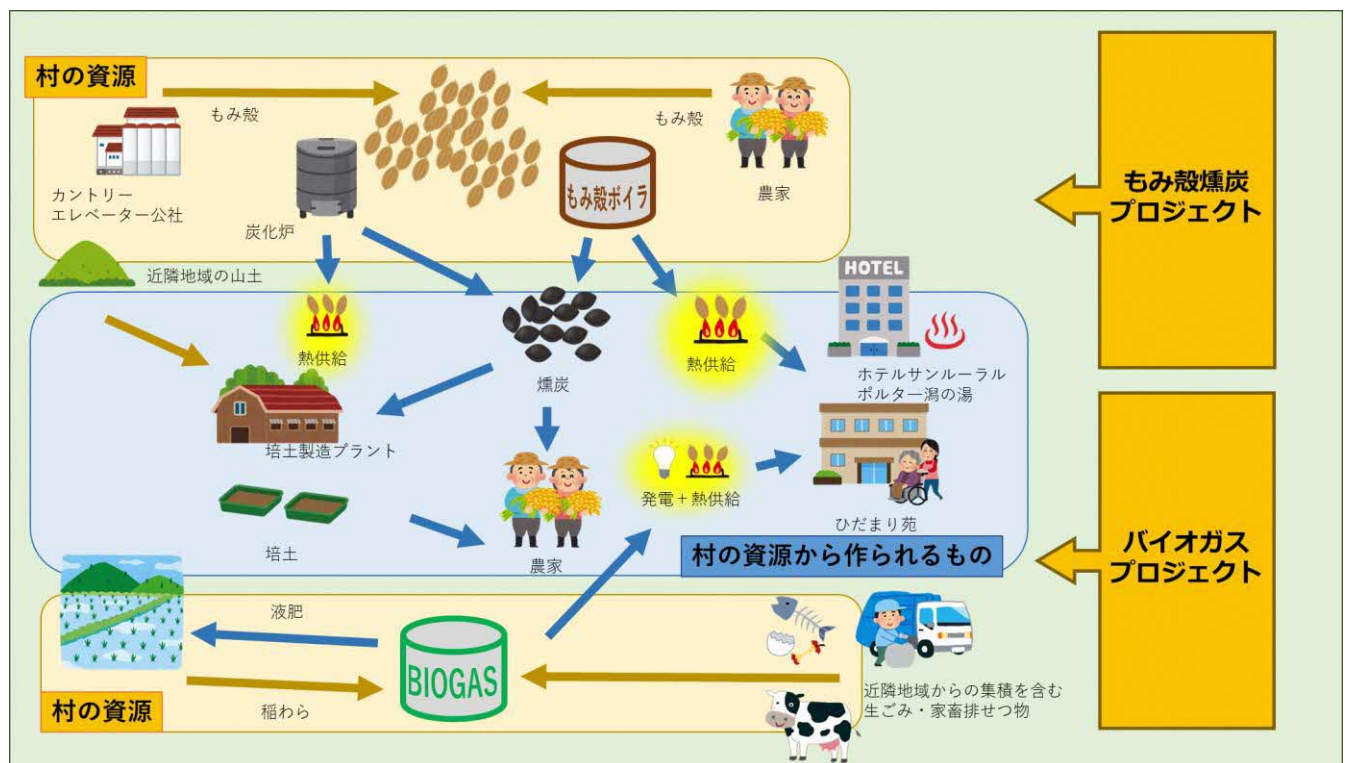 村の資源
もみ殻
もみ殻
カントリー
エレベーター公社
炭化炉
もみ殻ボイラ
農家
もみ殻燻炭
プロジェクト
近隣地域の山土
HOTEL
熱供給
燻炭
熱供給
ホテルサンルーラル
ポルダー潟の湯
培土製造プラント
発電+熱供給
ひだまり苑
培土
農家
村の資源から作られるもの
バイオガス
プロジェクト
液肥
BIOGAS
稲わら
村の資源
近隣地域からの集積を含む
生ごみ・家畜排せつ物